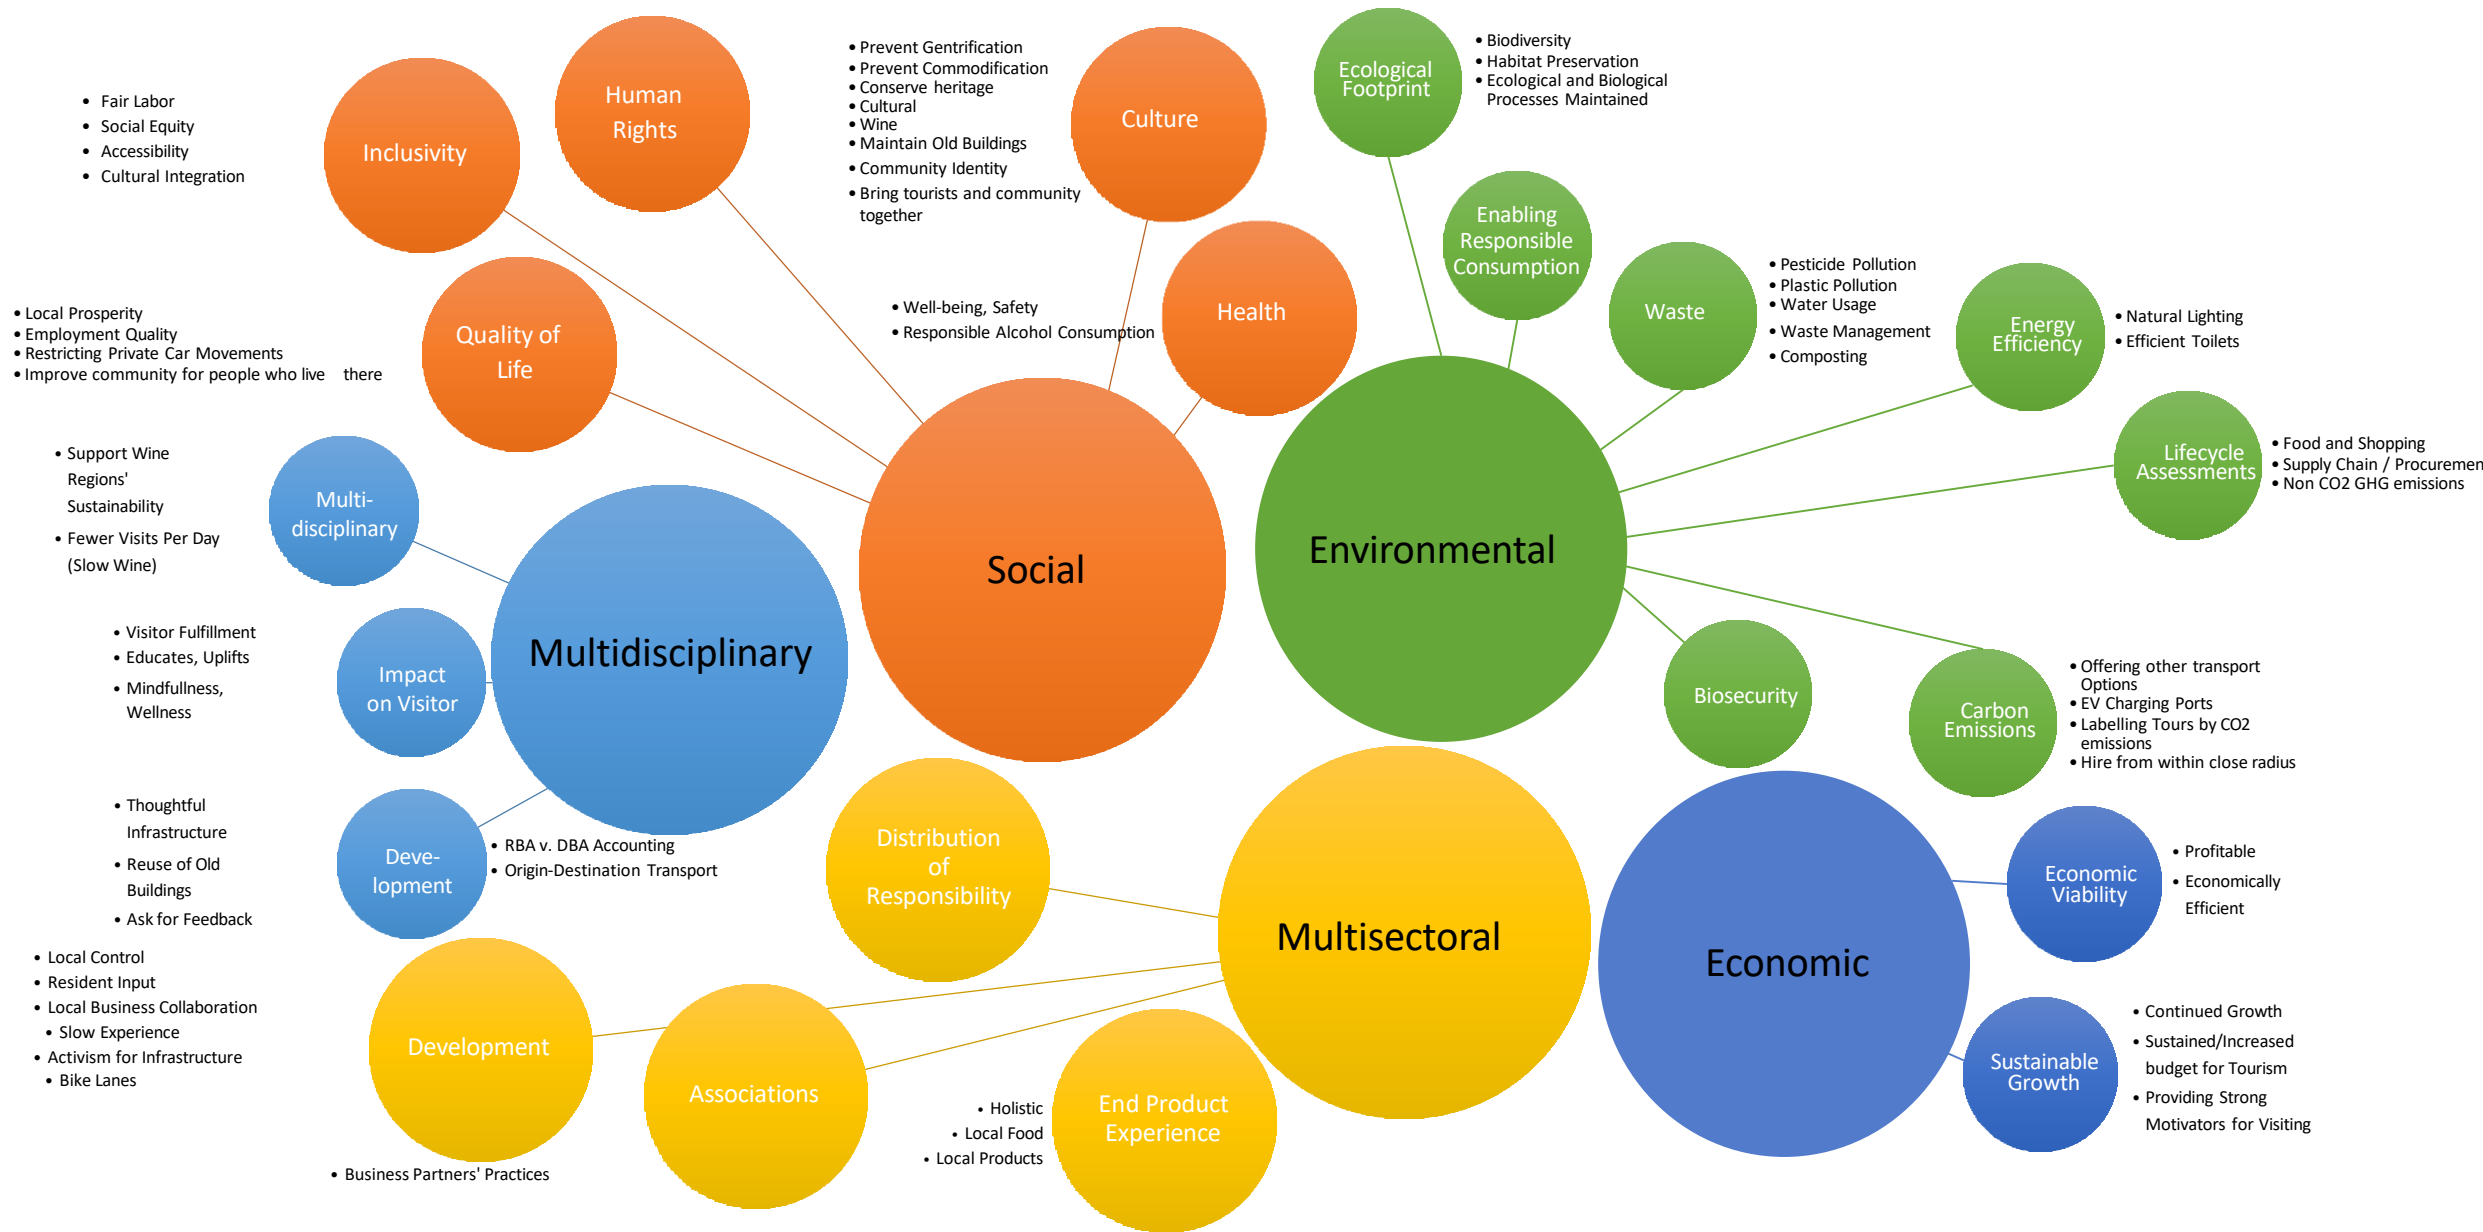 • Fair Labor
• Social Equity
• Accessibility
• Cultural Integration
Inclusivity
Human
Rights
• Prevent Gentrification
• Prevent Commodification
• Conserve heritage
• Cultural
• Wine
• Maintain Old Buildings
• Community Identity
• Bring tourists and community
together
Culture
• Local Prosperity
• Employment Quality
• Restricting Private Car Movements
• Improve community for people who live there
Quality of
Life
• Well-being, Safety
• Responsible Alcohol Consumption
Health
Social
Ecological
Footprint
• Biodiversity
• Habitat Preservation
• Ecological and Biological
Processes Maintained
Enabling
Responsible
Consumption
Waste
• Pesticide Pollution
• Plastic Pollution
• Water Usage
• Waste Management
• Composting
Energy
Efficiency
• Natural Lighting
• Efficient Toilets
Lifecycle
Assessments
• Food and Shopping
• Supply Chain / Procuremen
• Non CO2 GHG emissions
Environmental
Biosecurity
Carbon
Emissions
• Offering other transport
Options
• EV Charging Ports
• Labelling Tours by CO2
emissions
• Hire from within close radius
• Support Wine
Regions'
Sustainability
• Fewer Visits Per Day
(Slow Wine)
Multi-
disciplinary
Multidisciplinary
• Visitor Fulfillment
• Educates, Uplifts
• Mindfullness,
Wellness
Impact
on Visitor
• Thoughtful
Infrastructure
• Reuse of Old
Buildings
• Ask for Feedback
Deve-
lopment
• RBA v. DBA Accounting
• Origin-Destination Transport
Distribution
of
Responsibility
Multisectoral
• Local Control
• Resident Input
• Local Business Collaboration
• Slow Experience
• Activism for Infrastructure
• Bike Lanes
Development
• Business Partners' Practices
Associations
• Holistic
• Local Food
• Local Products
End Product
Experience
Economic
Economic
Viability
• Profitable
• Economically
Efficient
Sustainable
Growth
• Continued Growth
• Sustained/Increased
budget for Tourism
• Providing Strong
Motivators for Visiting